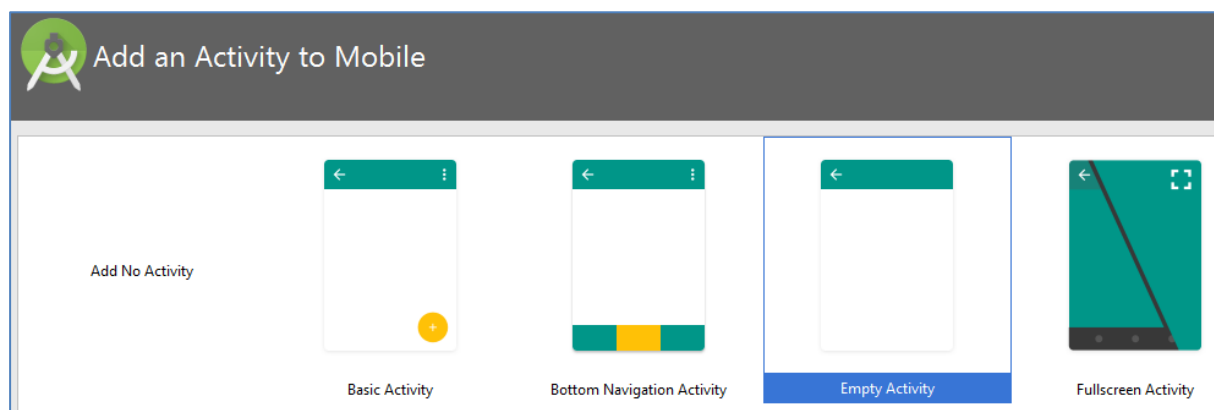 Add an Activity to Mobile
Add No Activity
Basic Activity
Bottom Navigation Activity
Empty Activity
Fullscreen Activity